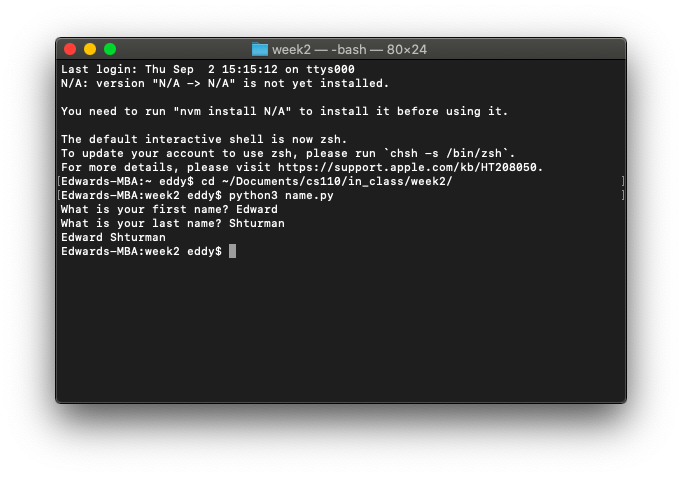 week2 — -bash — 80×24
Last login: Thu Sep  2 15:15:12 on ttys000
N/A: version "N/A -> N/A" is not yet installed.
You need to run "nvm install N/A" to install it before using it.
The default interactive shell is now zsh.
To update your account to use zsh, please run `chsh -s /bin/zsh`.
For more details, please visit https://support.apple.com/kb/HT208050.
[Edwards-MBA:~ eddy$ cd ~/Documents/cs110/in_class/week2/ ]
[Edwards-MBA:week2 eddy$ python3 name.py ]
What is your first name? Edward
What is your last name? Shturman
Edward Shturman
Edwards-MBA:week2 eddy$